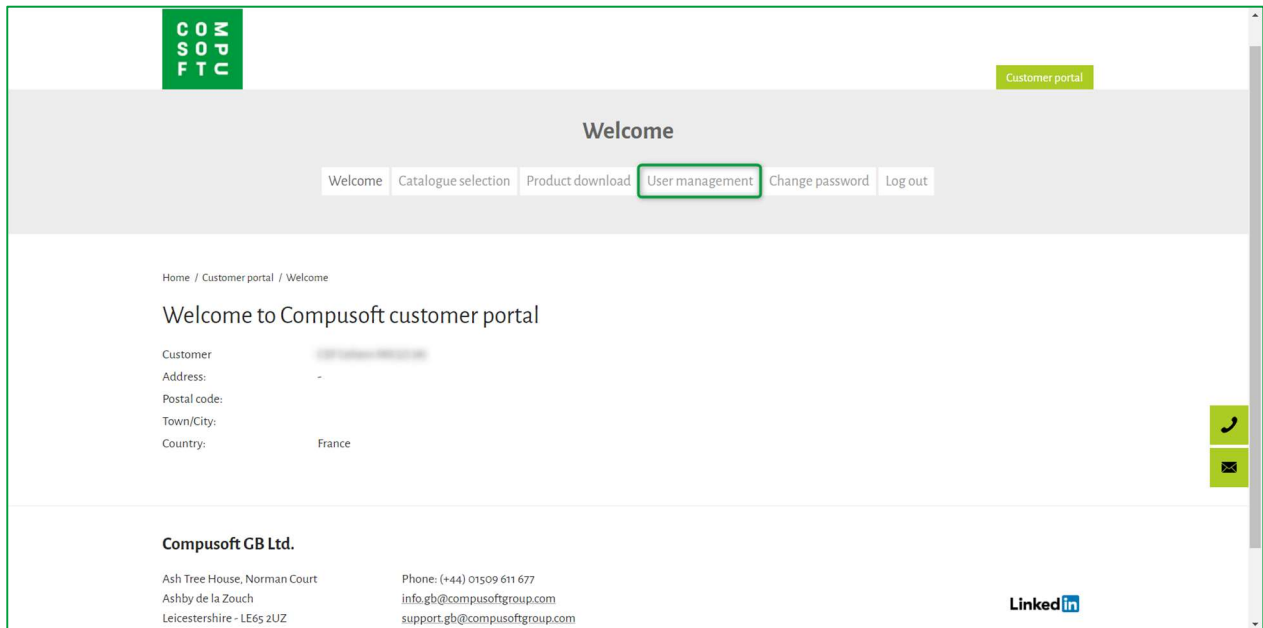 COM
SOP
FTU
Customer portal
Welcome
Welcome Catalogue selection Product download User management Change password Log out
Home / Customer portal / Welcome
Welcome to Compusoft customer portal
Customer
Address: -
Postal code:
Town/City:
Country: France
Compusoft GB Ltd.
Ash Tree House, Norman Court Phone: (+44) 01509 611 677
Ashby de la Zouch info.gb@compusoftgroup.com
Leicestershire - LE65 2UZ support.gb@compusoftgroup.com
Linked in